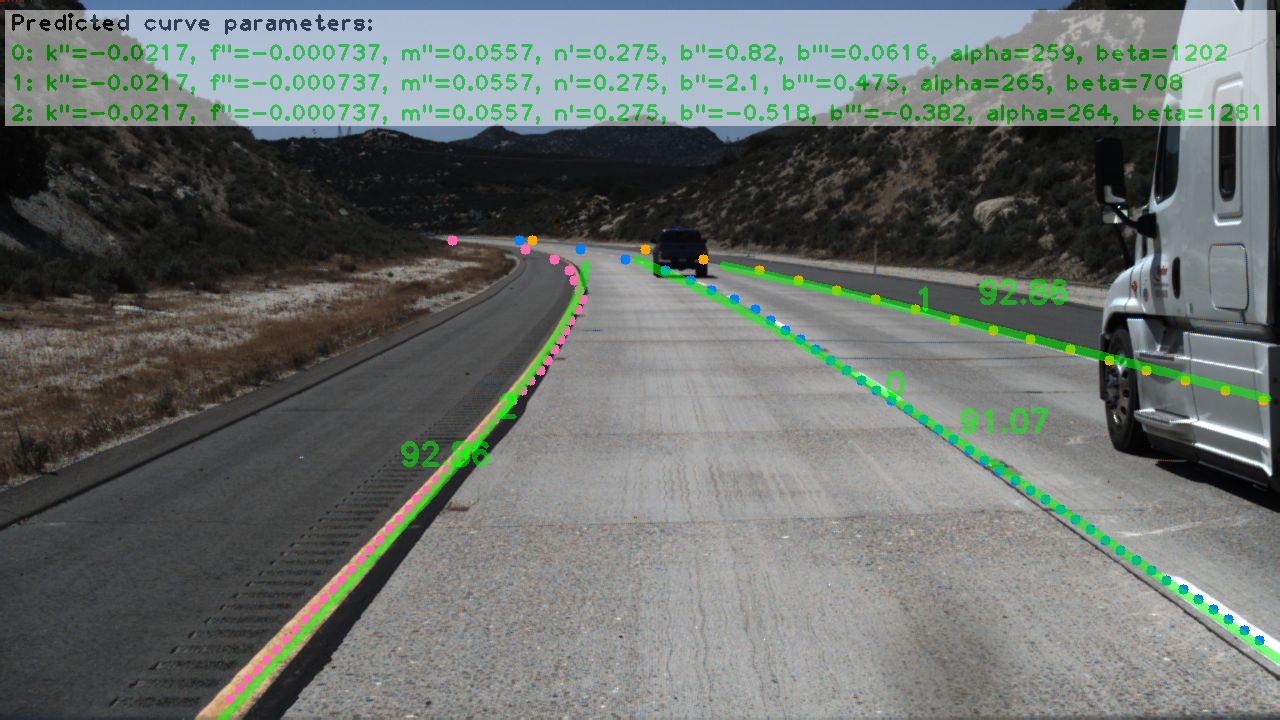 Predicted curve parameters:
0: k''=-0.0217, f''=-0.000737, m''=0.0557, n'=0.275, b''=0.82, b'''=0.0616, alpha=259, beta=1202
1: k''=-0.0217, f''=-0.000737, m''=0.0557, n'=0.275, b''=2.1, b'''=0.475, alpha=265, beta=708
2: k''=-0.0217, f''=-0.000737, m''=0.0557, n'=0.275, b''=-0.518, b'''=-0.382, alpha=264, beta=1281
1 92.86
0
91.07
2
92.86